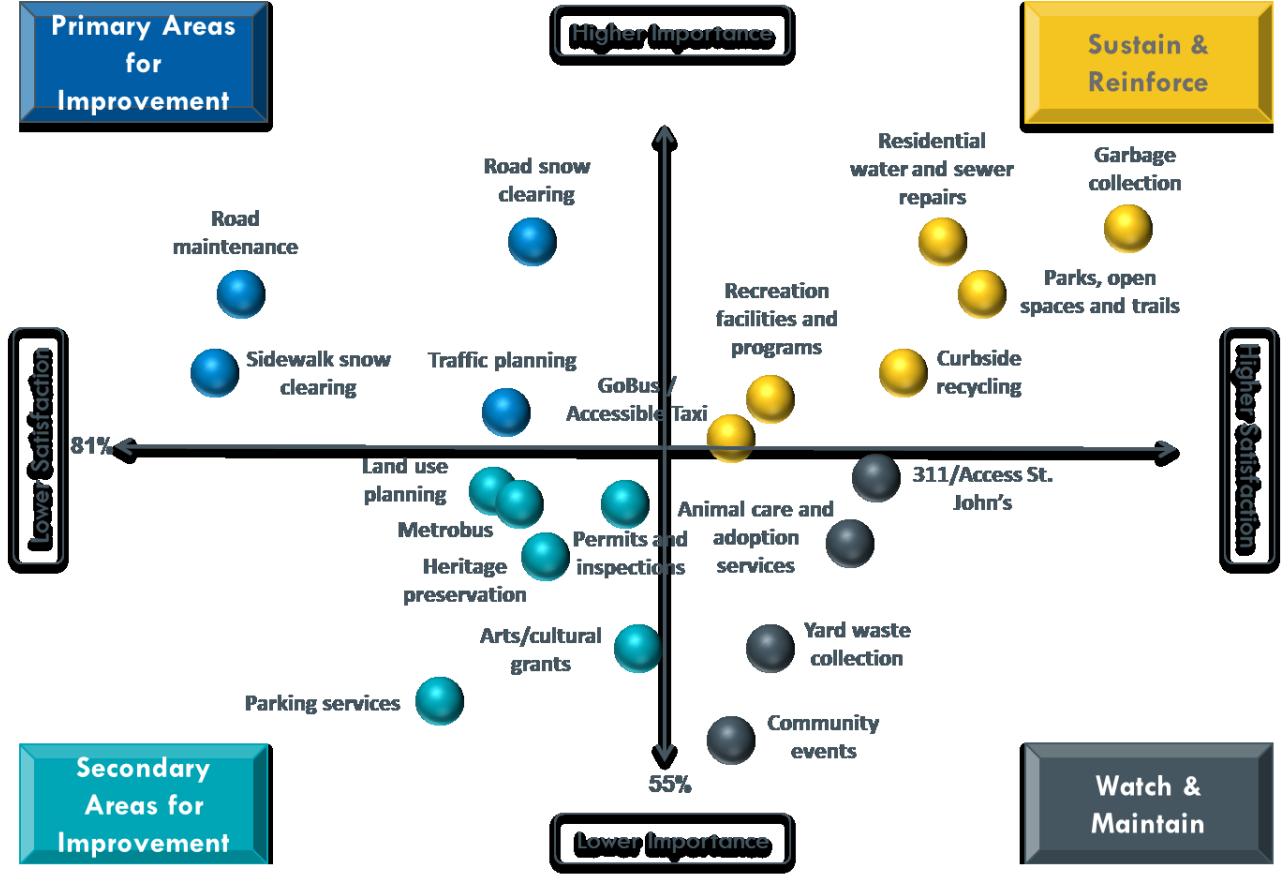 Primary Areas
for
Improvement
Higher Importance
Sustain &
Reinforce
Road snow
clearing
Residential
water and sewer
repairs
Garbage
collection
Road
maintenance
Parks, open
spaces and trails
Recreation
facilities and
programs
Sidewalk snow
clearing
Traffic planning
GoBus /
Accessible Taxi
Curbside
recycling
Lower Satisfaction
81%
Higher Satisfaction
Land use
planning
Metrobus
Heritage
preservation
Permits and
inspections
Animal care and
adoption
services
311/Access St.
John’s
Arts/cultural
grants
Yard waste
collection
Parking services
Community
events
55%
Secondary
Areas for
Improvement
Lower Importance
Watch &
Maintain